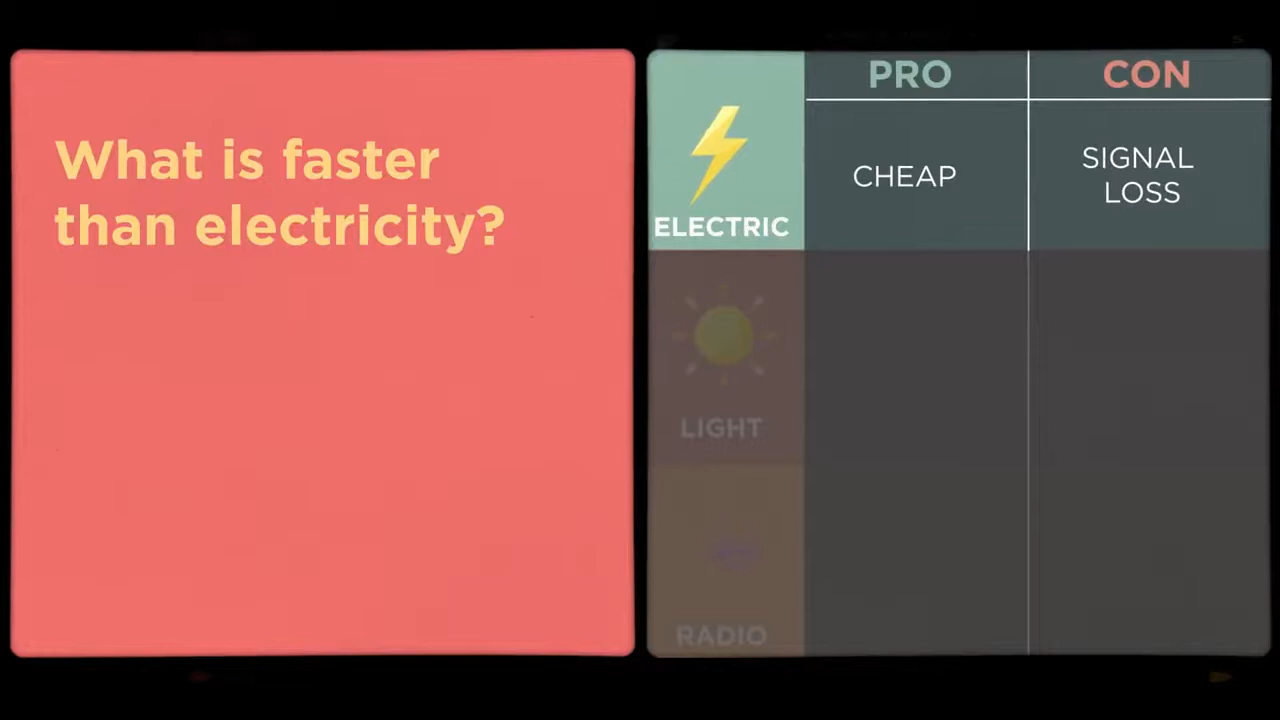 What is faster
than electricity?
PRO
CON
ELECTRIC
CHEAP
SIGNAL
LOSS
LIGHT
RADIO